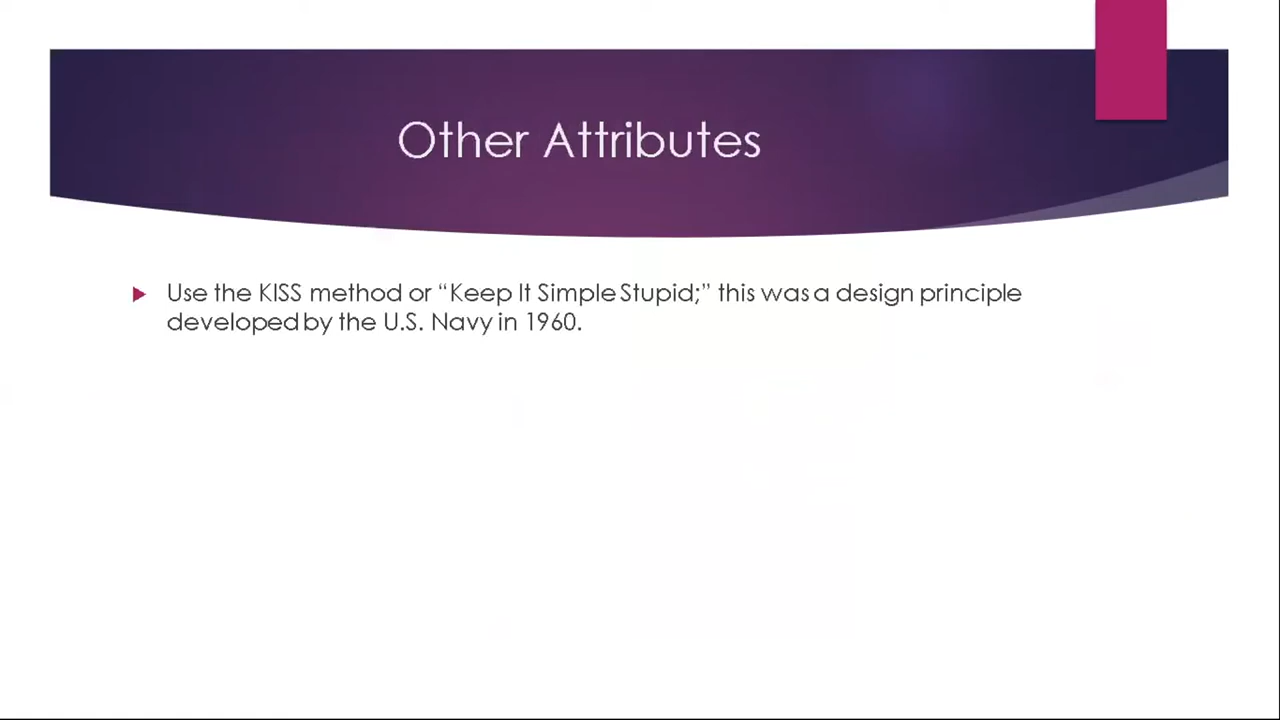 Other Attributes
Use the KISS method or “Keep It Simple Stupid;” this was a design principle
developed by the U.S. Navy in 1960.